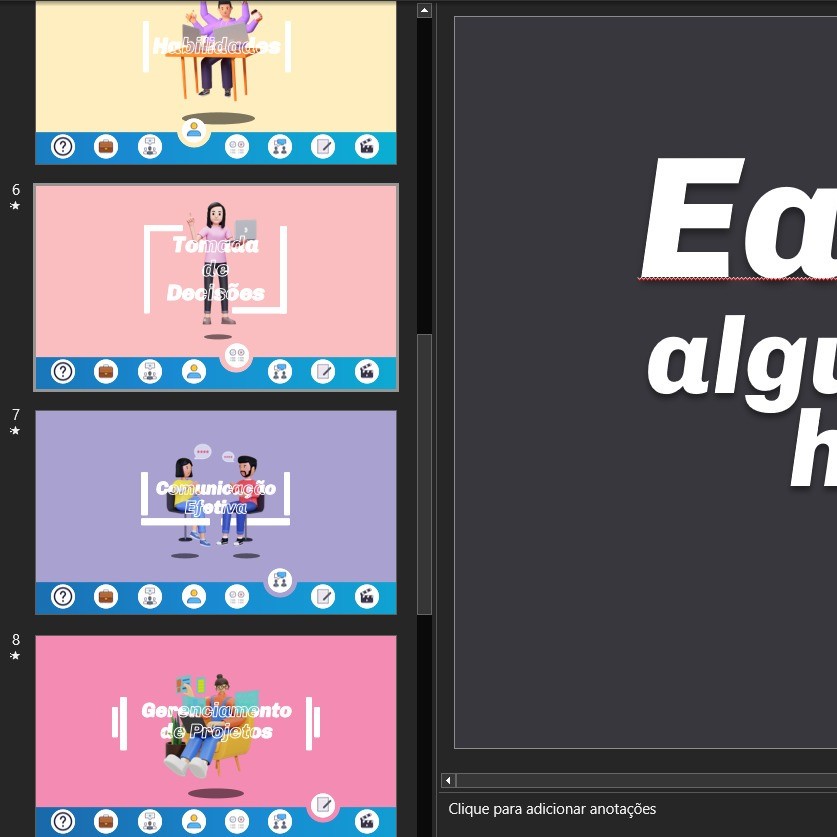 Habilidades
?
6
Tomada
de
Decisões
?
7
Comunicação
Efetiva
?
8
Gerenciamento
de Projetos
?
Ea
algu
h
Clique para adicionar anotações